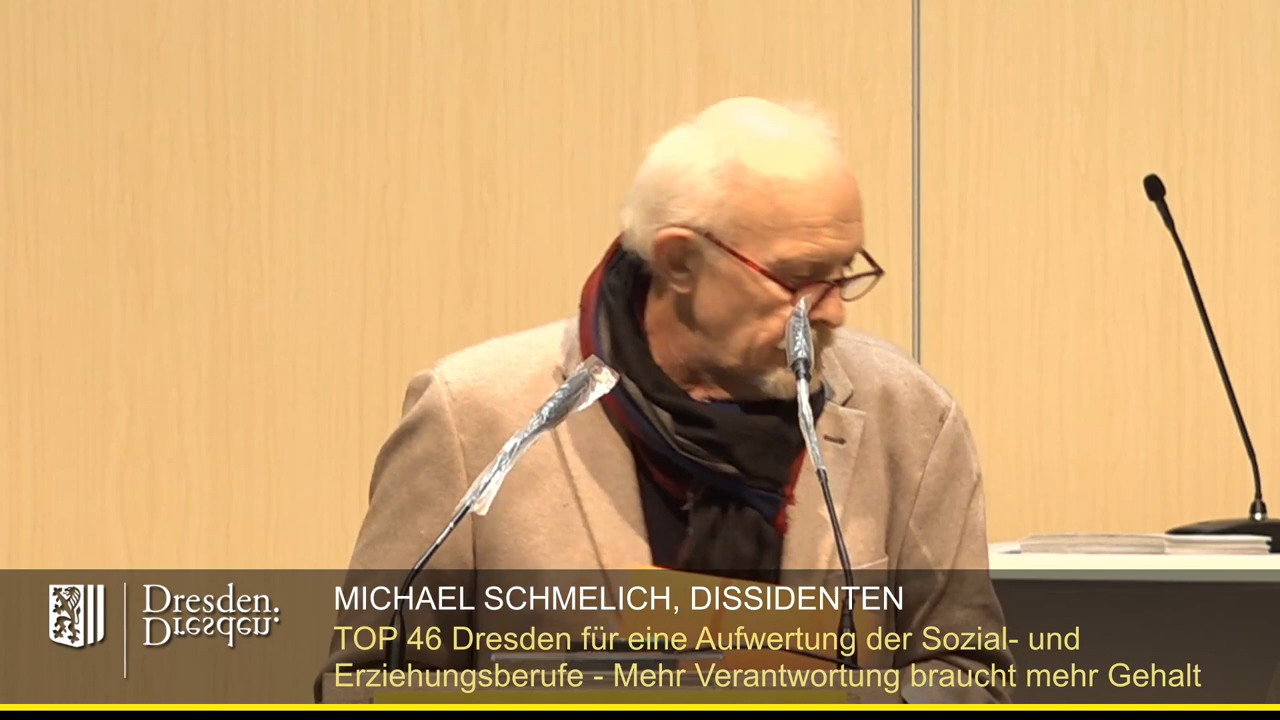 Dresden.
Dresden.
MICHAEL SCHMELICH, DISSIDENTEN
TOP 46 Dresden für eine Aufwertung der Sozial- und
Erziehungsberufe - Mehr Verantwortung braucht mehr Gehalt